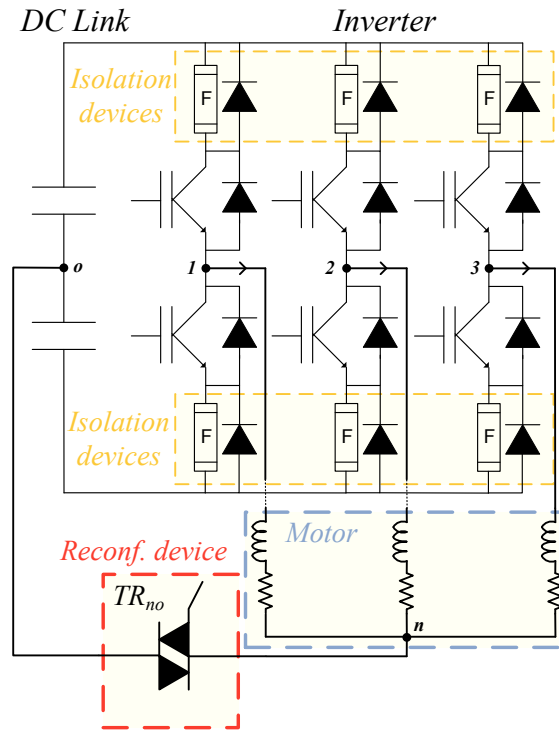 DC Link
Inverter
Isolation
devices
F
F
F
o
1
2
3
Isolation
devices
F
F
F
Motor
Reconf. device
TRno
n